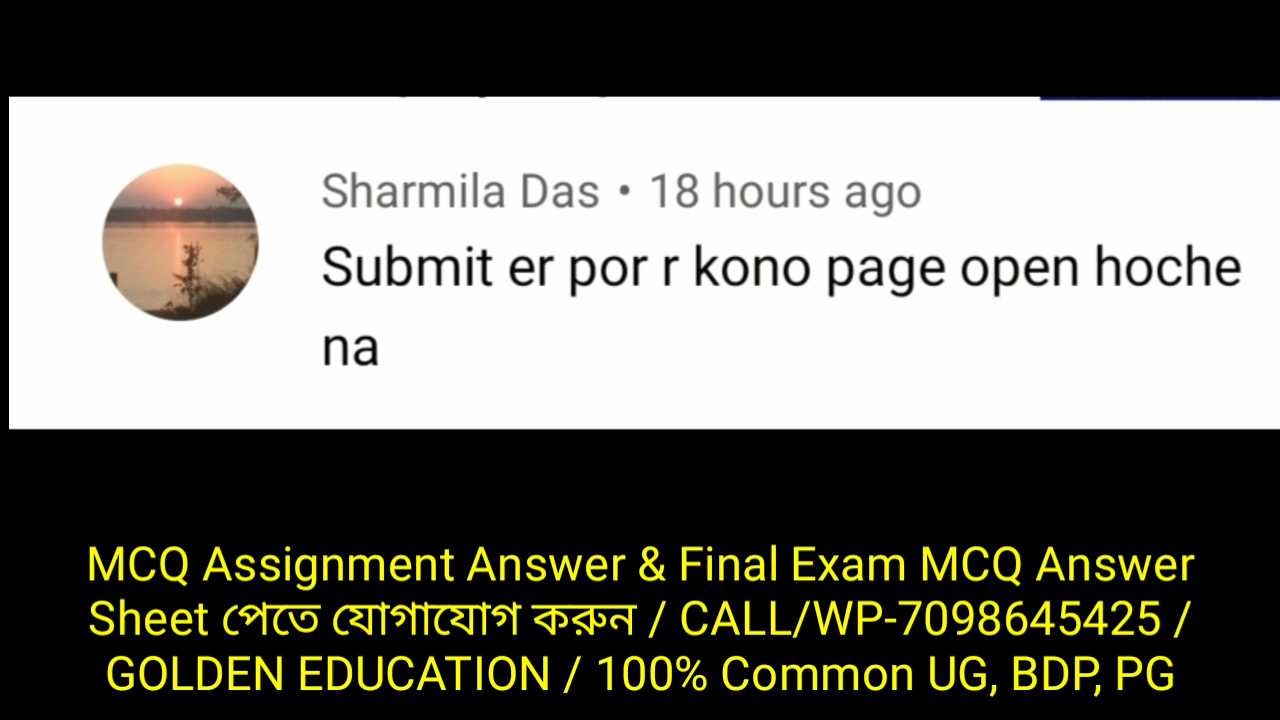 Sharmila Das • 18 hours ago
Submit er por r kono page open hoche
na
MCQ Assignment Answer & Final Exam MCQ Answer
Sheet পেতে যোগাযোগ করুন / CALL/WP-7098645425 /
GOLDEN EDUCATION / 100% Common UG, BDP, PG